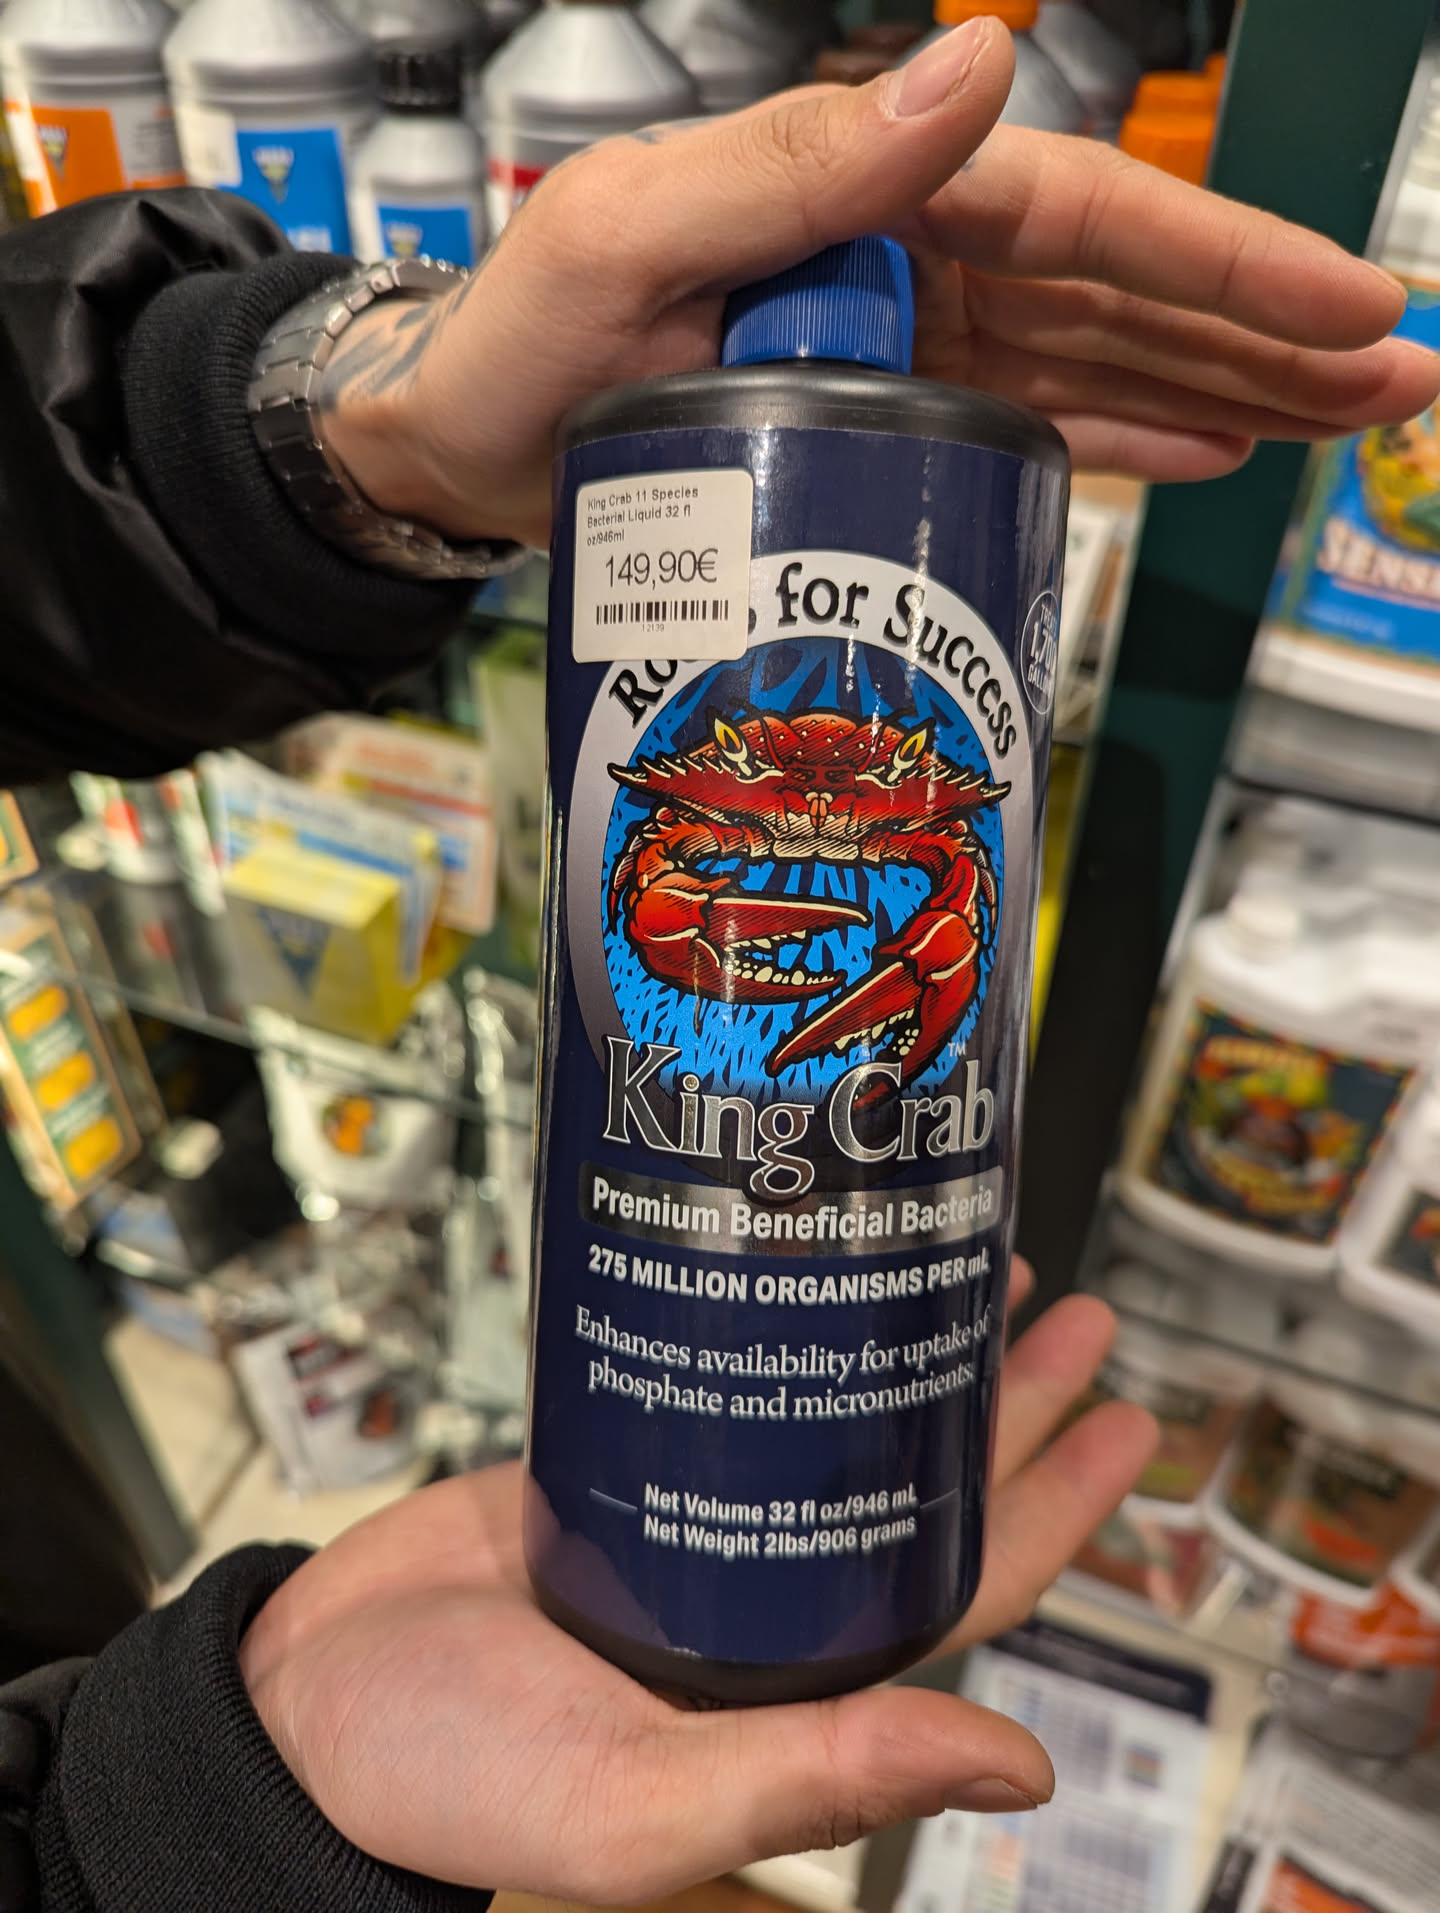 King Crab 11 Species
Bacterial Liquid 32 fl
oz/946ml
149,90€
12139
for Success
King Crab™
Premium Beneficial Bacteria
275 MILLION ORGANISMS PER mL
Enhances availability for uptake of
phosphate and micronutrients.
Net Volume 32 fl oz/946 mL
Net Weight 2lbs/906 grams